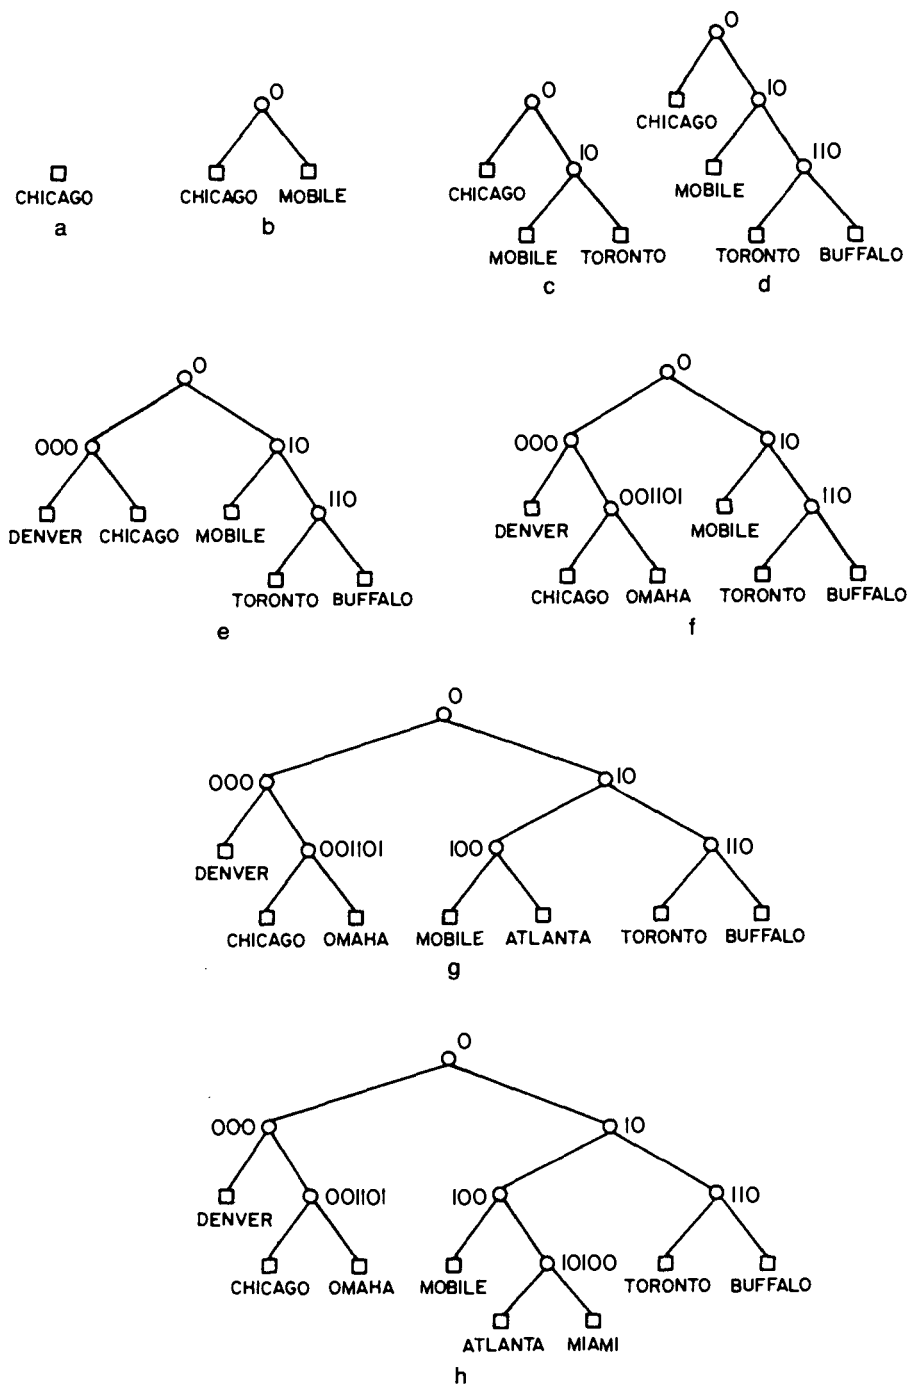 CHICAGO
a
0
CHICAGO MOBILE
b
0
10
CHICAGO
MOBILE TORONTO
c
0
10
CHICAGO
110
MOBILE
TORONTO BUFFALO
d
0
000 10
110
DENVER CHICAGO MOBILE
TORONTO BUFFALO
e
0
000 10
001101 110
DENVER MOBILE
CHICAGO OMAHA TORONTO BUFFALO
f
0
000 10
001101 100 110
DENVER
CHICAGO OMAHA MOBILE ATLANTA TORONTO BUFFALO
g
0
000 10
001101 100 110
DENVER
10100
CHICAGO OMAHA MOBILE TORONTO BUFFALO
ATLANTA MIAMI
h